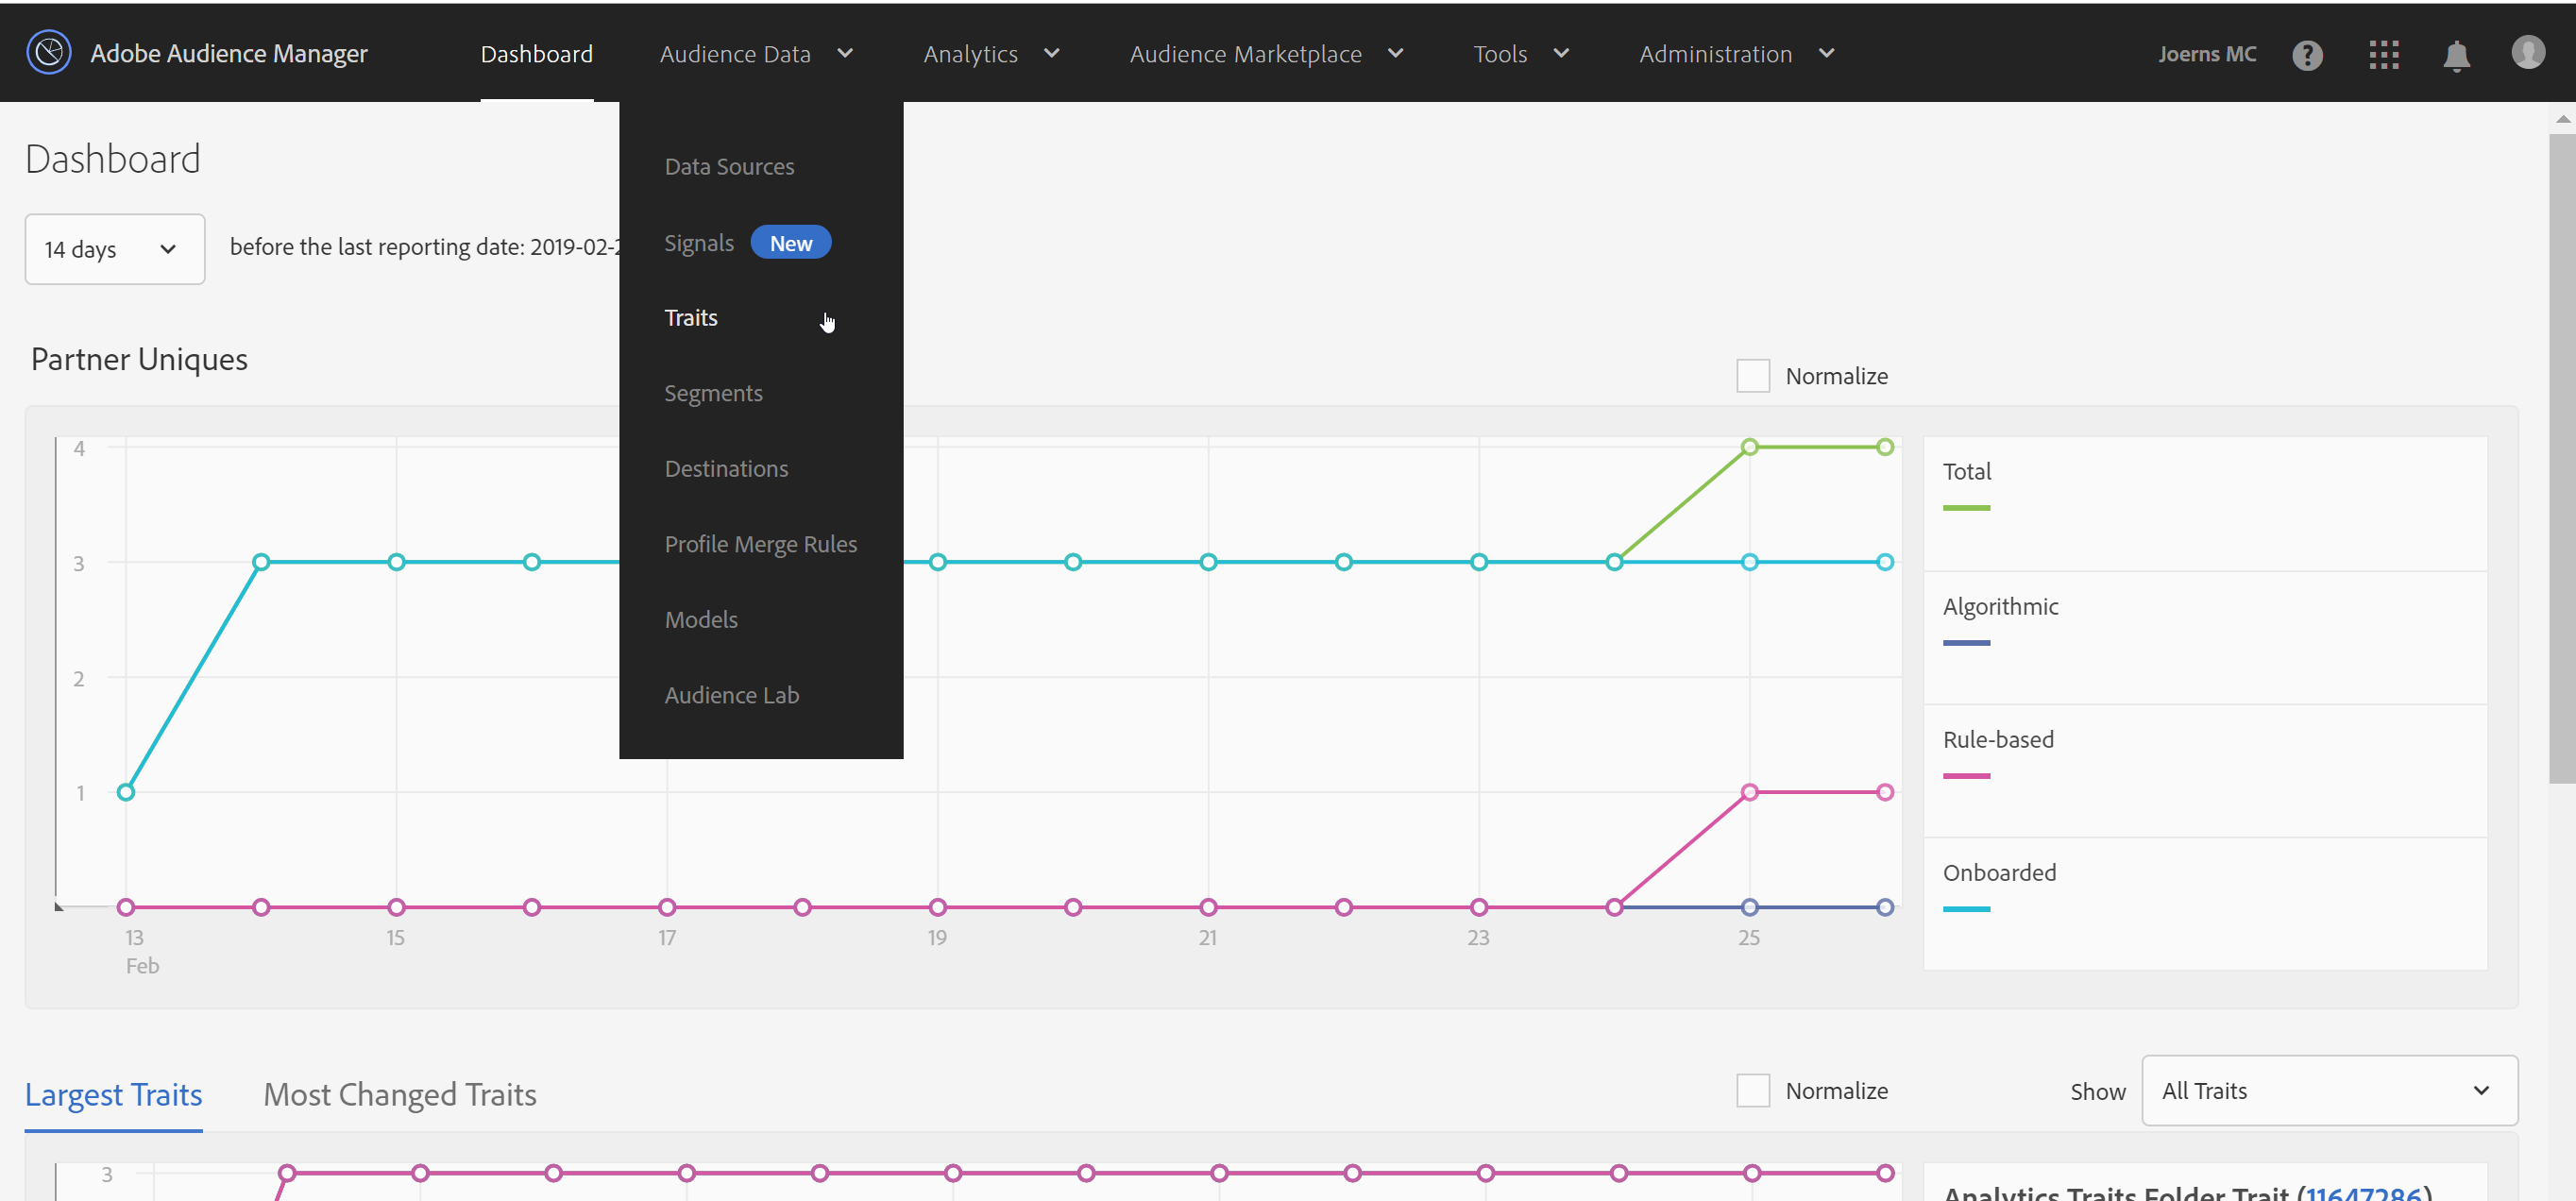 Adobe Audience Manager Dashboard Audience Data Analytics Audience Marketplace Tools Administration Joerns MC ?
Dashboard
Data Sources
Signals New
14 days before the last reporting date: 2019-02-
Traits
Partner Uniques
Normalize
Segments
Destinations
Profile Merge Rules
Models
Audience Lab
4
3
2
1
13 15 17 19 21 23 25
Feb
Total
Algorithmic
Rule-based
Onboarded
Largest Traits Most Changed Traits Normalize Show All Traits
3
Analytics Traits Folder Trait (11647286)